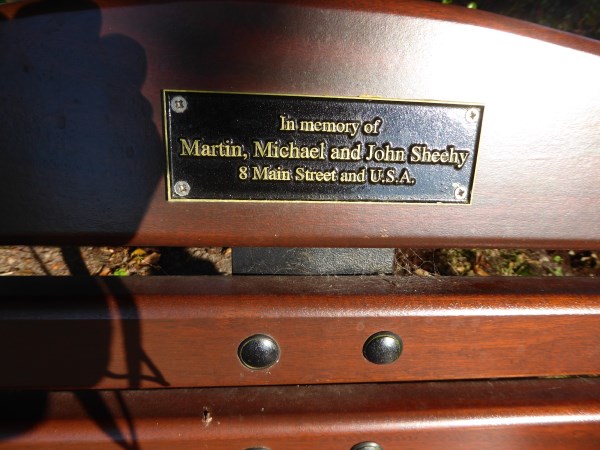 In memory of
Martin, Michael and John Sheehy
8 Main Street and U.S.A.